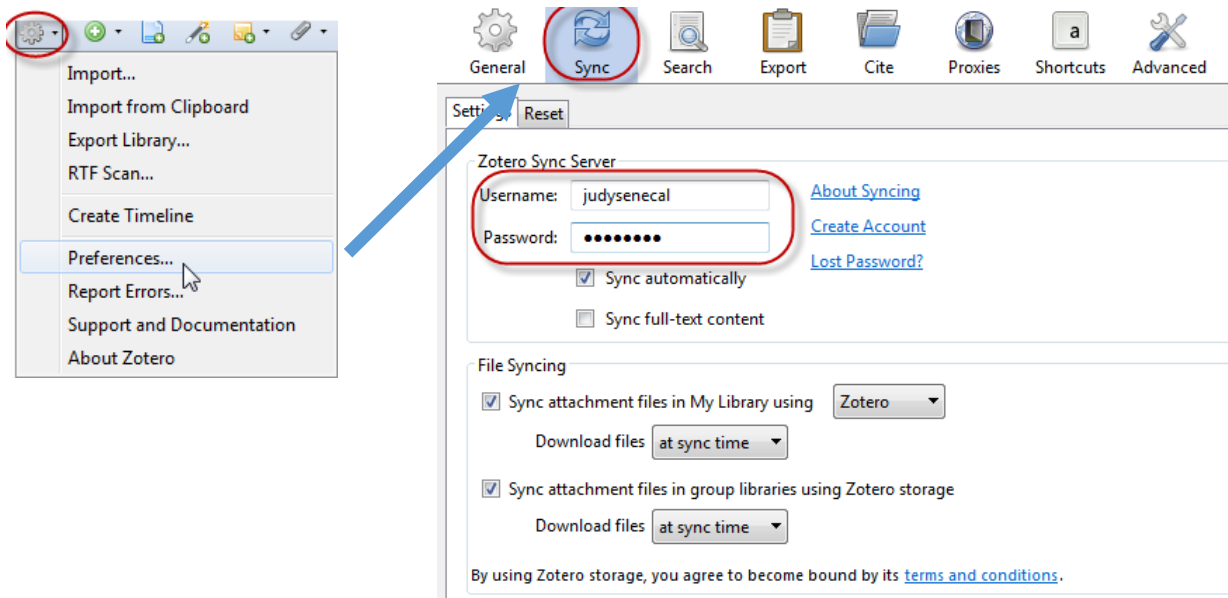 Import...
Import from Clipboard
Export Library...
RTF Scan...
Create Timeline
Preferences...
Report Errors...
Support and Documentation
About Zotero
General Sync Search Export Cite a Proxies Shortcuts Advanced
Reset
Zotero Sync Server
Username: judysenecal About Syncing
Password: ●●●●●●●● Create Account
Lost Password?
Sync automatically
Sync full-text content
File Syncing
Sync attachment files in My Library using Zotero
Download files at sync time
Sync attachment files in group libraries using Zotero storage
Download files at sync time
By using Zotero storage, you agree to become bound by its terms and conditions.